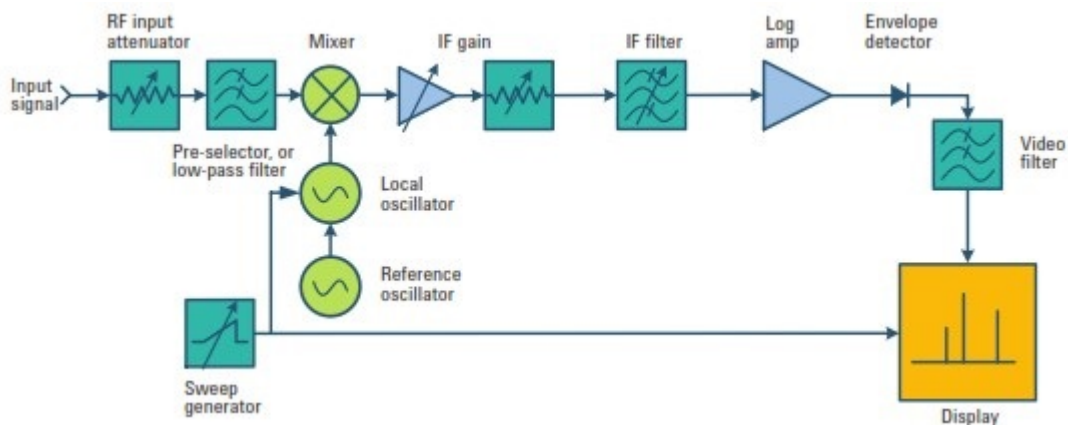 RF input
attenuator
Mixer
IF gain
IF filter
Log
amp
Envelope
detector
Input
signal
Pre-selector, or
low-pass filter
Local
oscillator
Video
filter
Reference
oscillator
Sweep
generator
Display